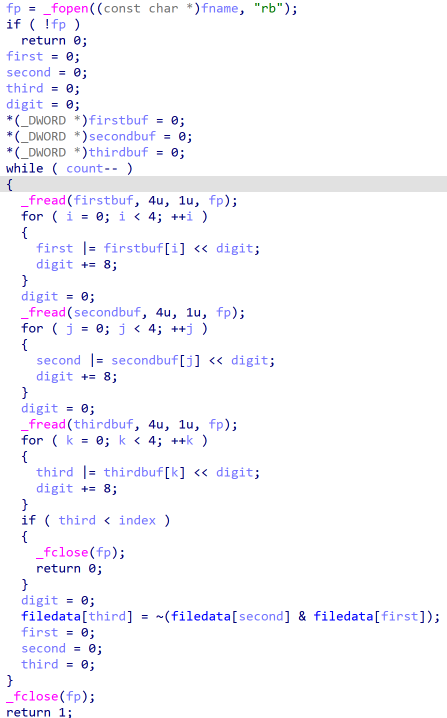 fp = _fopen((const char *)fname, "rb");
if ( !fp )
  return 0;
first = 0;
second = 0;
third = 0;
digit = 0;
*(_DWORD *)firstbuf = 0;
*(_DWORD *)secondbuf = 0;
*(_DWORD *)thirdbuf = 0;
while ( count-- )
{
  _fread(firstbuf, 4u, 1u, fp);
  for ( i = 0; i < 4; ++i )
  {
    first |= firstbuf[i] << digit;
    digit += 8;
  }
  digit = 0;
  _fread(secondbuf, 4u, 1u, fp);
  for ( j = 0; j < 4; ++j )
  {
    second |= secondbuf[j] << digit;
    digit += 8;
  }
  digit = 0;
  _fread(thirdbuf, 4u, 1u, fp);
  for ( k = 0; k < 4; ++k )
  {
    third |= thirdbuf[k] << digit;
    digit += 8;
  }
  if ( third < index )
  {
    _fclose(fp);
    return 0;
  }
  digit = 0;
  filedata[third] = ~(filedata[second] & filedata[first]);
  first = 0;
  second = 0;
  third = 0;
}
_fclose(fp);
return 1;